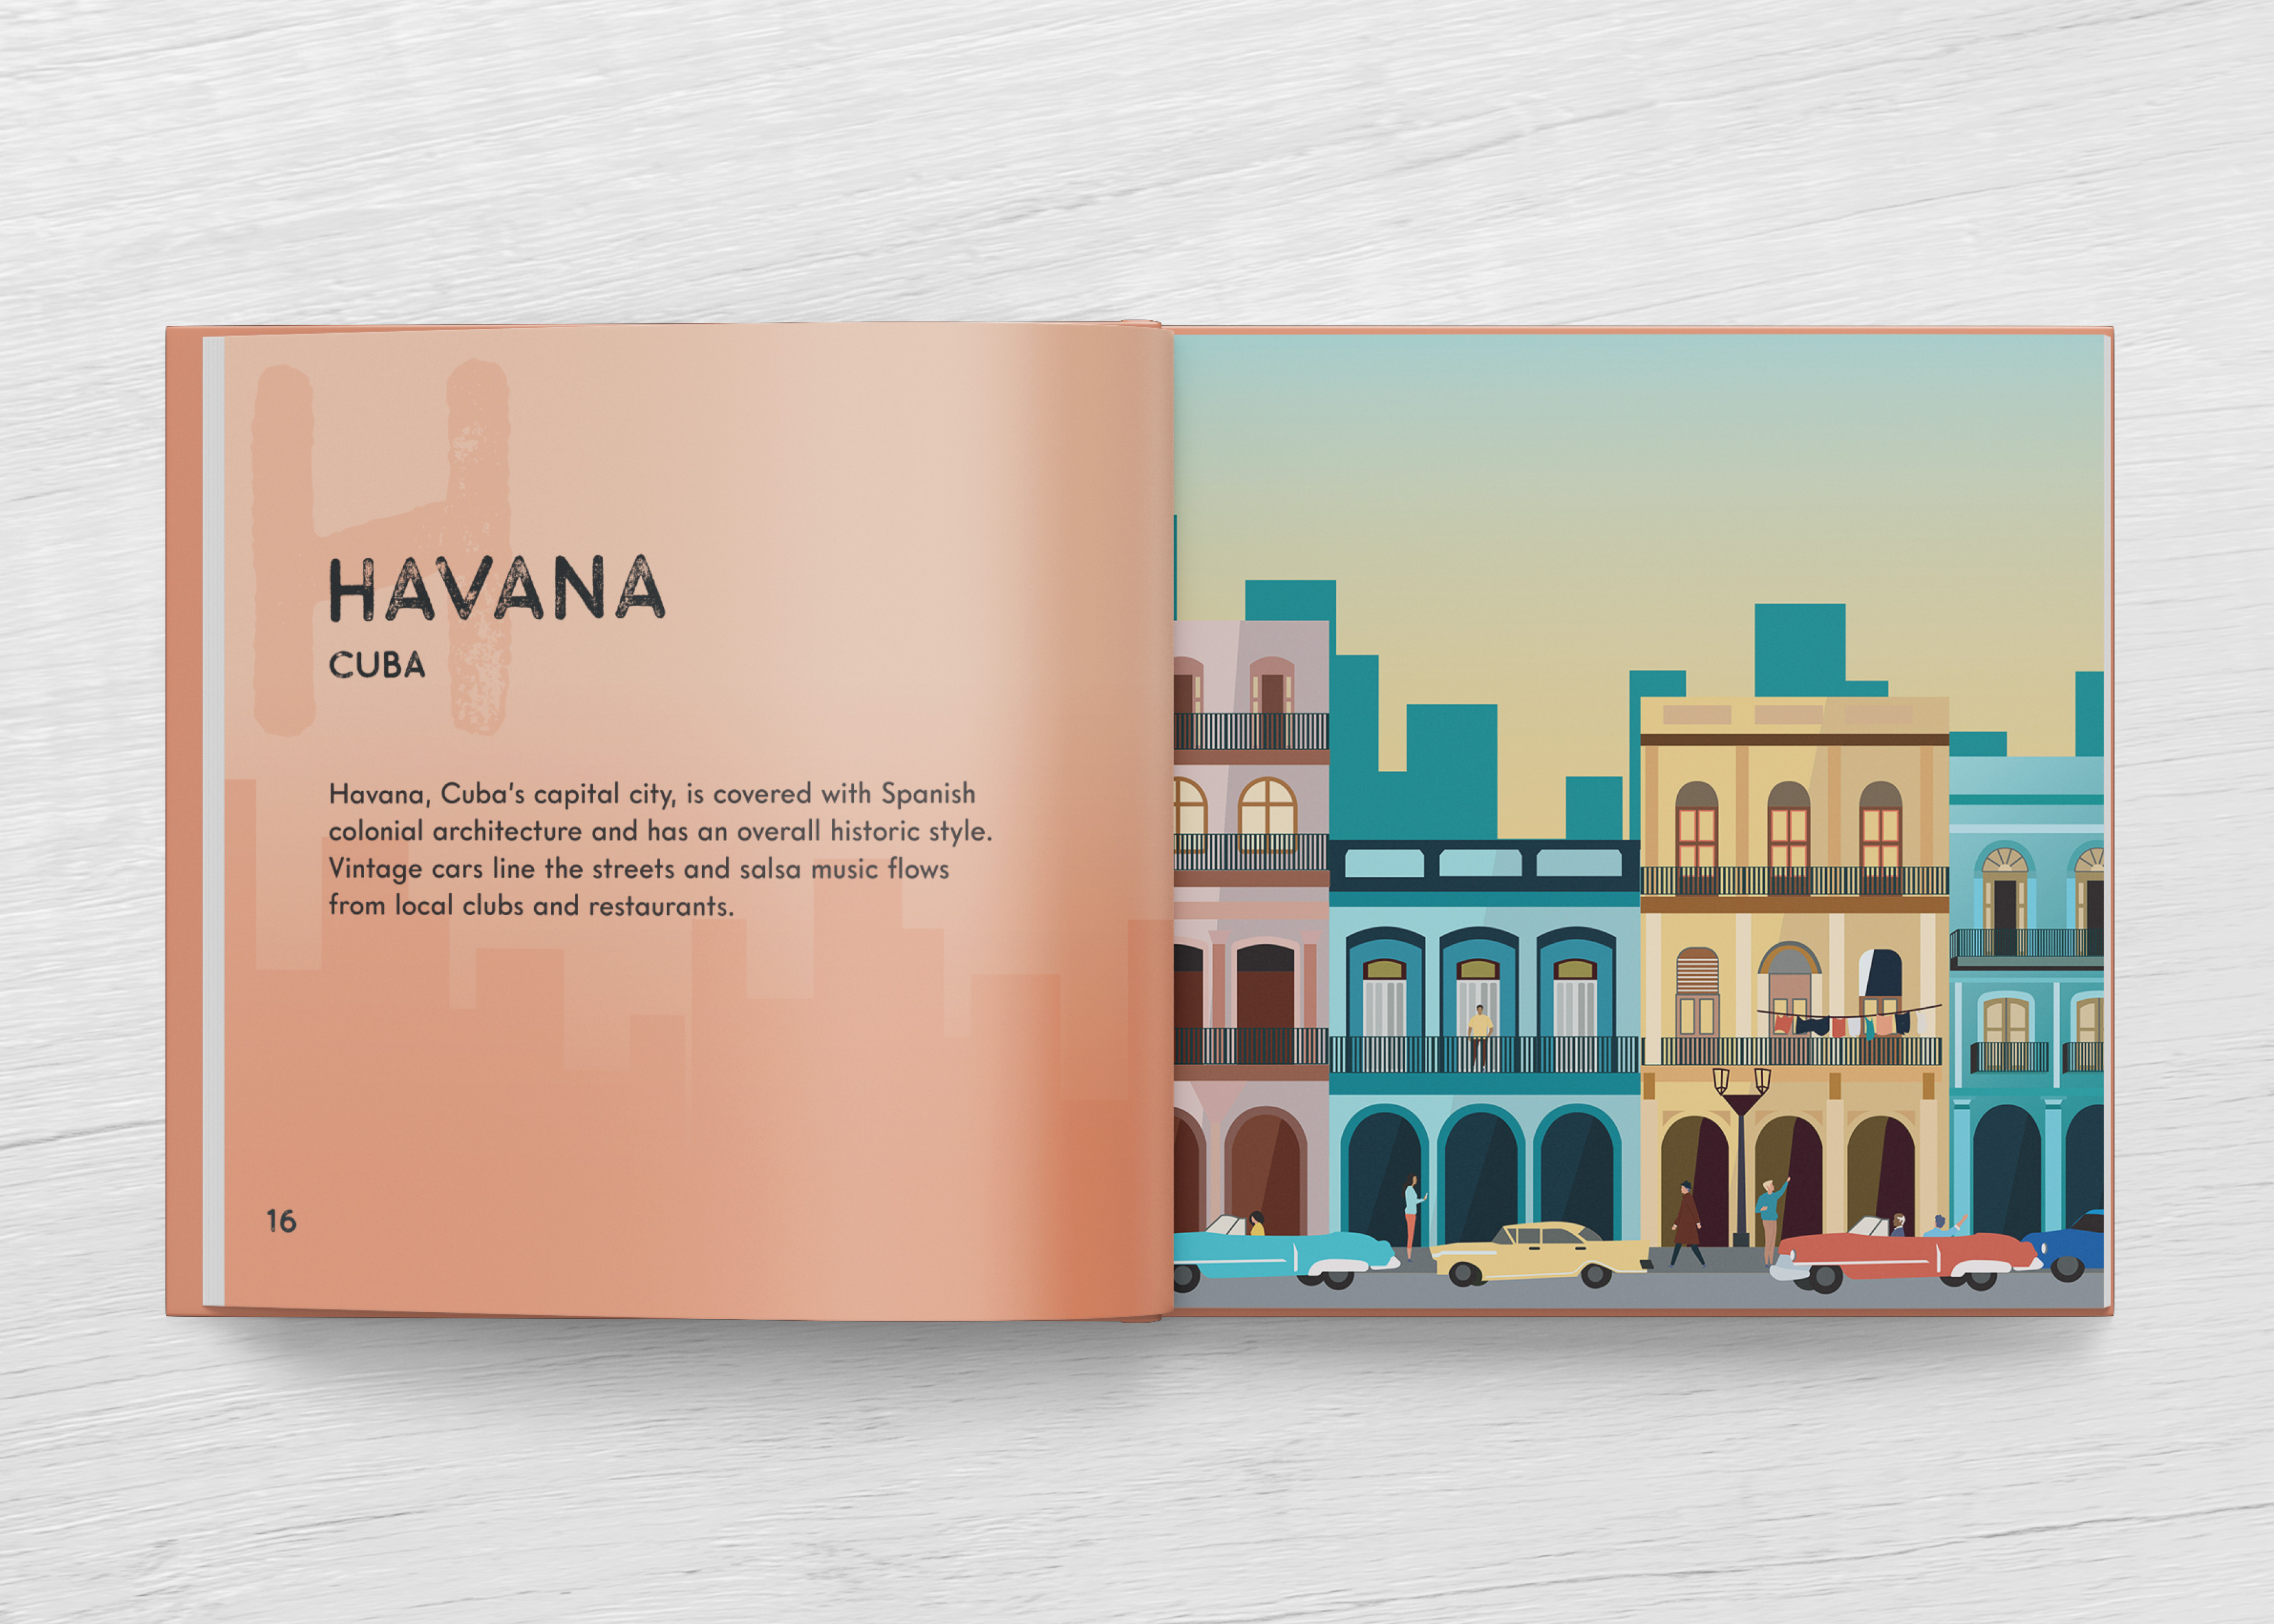 H
HAVANA
CUBA
Havana, Cuba's capital city, is covered with Spanish
colonial architecture and has an overall historic style.
Vintage cars line the streets and salsa music flows
from local clubs and restaurants.
16